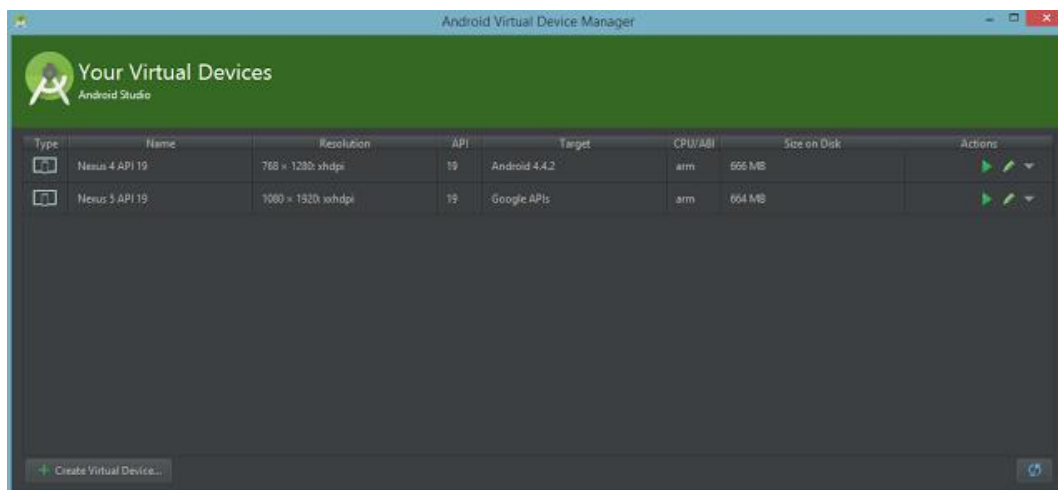 Android Virtual Device Manager
Your Virtual Devices
Android Studio
Type Name Resolution API Target CPU/ABI Size on Disk Actions
Nexus 4 API 19 768 × 1280: xhdpi 19 Android 4.4.2 arm 666 MB
Nexus 5 API 19 1080 × 1920: xxhdpi 19 Google APIs arm 664 MB
Create Virtual Device...